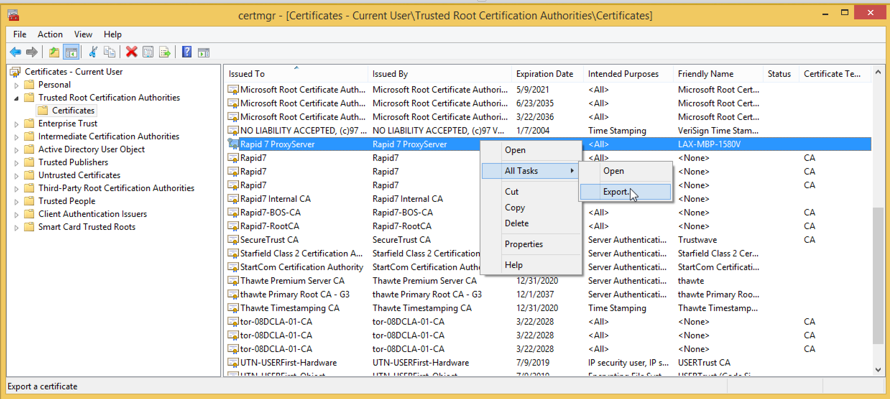 certmgr - [Certificates - Current User\Trusted Root Certification Authorities\Certificates]
File Action View Help
Certificates - Current User
Personal
Trusted Root Certification Authorities
Certificates
Enterprise Trust
Intermediate Certification Authorities
Active Directory User Object
Trusted Publishers
Untrusted Certificates
Third-Party Root Certification Authorities
Trusted People
Client Authentication Issuers
Smart Card Trusted Roots
Issued To Issued By Expiration Date Intended Purposes Friendly Name Status Certificate Te...
Microsoft Root Certificate Auth... Microsoft Root Certificate Authori... 5/9/2021 <All> Microsoft Root Cert...
Microsoft Root Certificate Auth... Microsoft Root Certificate Authori... 6/23/2035 <All> Microsoft Root Cert...
Microsoft Root Certificate Auth... Microsoft Root Certificate Authori... 3/22/2036 <All> Microsoft Root Cert...
NO LIABILITY ACCEPTED, (c)97 ... NO LIABILITY ACCEPTED, (c)97 V... 1/7/2004 Time Stamping VeriSign Time Stam...
Rapid 7 ProxyServer Rapid 7 ProxyServer <All> LAX-MBP-1580V
Rapid7 Rapid7 <All> <None> CA
Rapid7 Rapid7 <None> CA
Rapid7 Rapid7 <None> CA
Rapid7 Internal CA Rapid7 Internal CA <None>
Rapid7-BOS-CA Rapid7-BOS-CA <All> <None> CA
Rapid7-RootCA Rapid7-RootCA <All> <None> CA
SecureTrust CA SecureTrust CA Server Authenticati... Trustwave CA
Starfield Class 2 Certification A... Starfield Class 2 Certification Server Authenticati... Starfield Class 2 Ce...
StartCom Certification Authority StartCom Certification Server Authenticati... StartCom Certificati...
Thawte Premium Server CA Thawte Premium Server CA 12/31/2020 Server Authenticati... thawte
thawte Primary Root CA - G3 thawte Primary Root CA - G3 12/1/2037 Server Authenticati... thawte Primary Roo...
Thawte Timestamping CA Thawte Timestamping CA 12/31/2020 Time Stamping Thawte Timestamp...
tor-08DCLA-01-CA tor-08DCLA-01-CA 3/22/2028 <All> <None> CA
tor-08DCLA-01-CA tor-08DCLA-01-CA 3/22/2028 <All> <None> CA
tor-08DCLA-01-CA tor-08DCLA-01-CA 3/22/2028 <All> <None> CA
UTN-USERFirst-Hardware UTN-USERFirst-Hardware 7/9/2019 IP security user, IP s... USERTrust CA
Open
All Tasks
Cut
Copy
Delete
Properties
Help
Open
Export...
Export a certificate